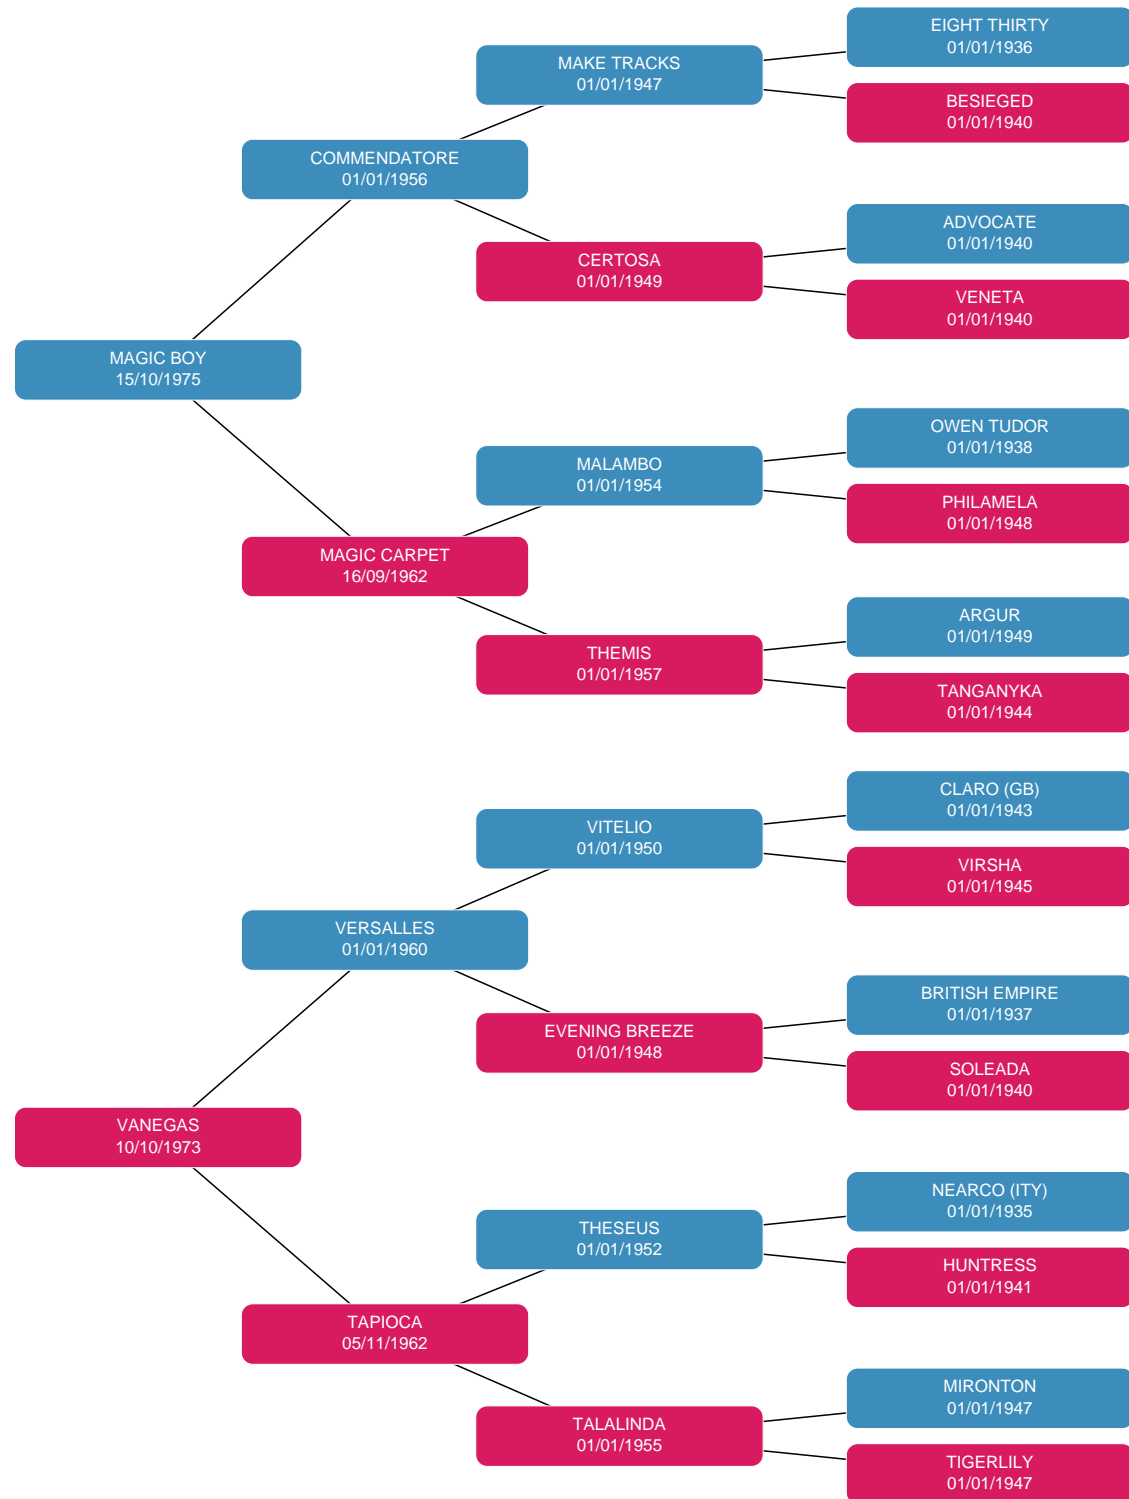 EIGHT THIRTY
01/01/1936
MAKE TRACKS
01/01/1947
BESIEGED
01/01/1940
COMMENDATORE
01/01/1956
ADVOCATE
01/01/1940
CERTOSA
01/01/1949
VENETA
01/01/1940
MAGIC BOY
15/10/1975
OWEN TUDOR
01/01/1938
MALAMBO
01/01/1954
PHILAMELA
01/01/1948
MAGIC CARPET
16/09/1962
ARGUR
01/01/1949
THEMIS
01/01/1957
TANGANYKA
01/01/1944
CLARO (GB)
01/01/1943
VITELIO
01/01/1950
VIRSHA
01/01/1945
VERSALLES
01/01/1960
BRITISH EMPIRE
01/01/1937
EVENING BREEZE
01/01/1948
SOLEADA
01/01/1940
VANEGAS
10/10/1973
NEARCO (ITY)
01/01/1935
THESEUS
01/01/1952
HUNTRESS
01/01/1941
TAPIOCA
05/11/1962
MIRONTON
01/01/1947
TALALINDA
01/01/1955
TIGERLILY
01/01/1947